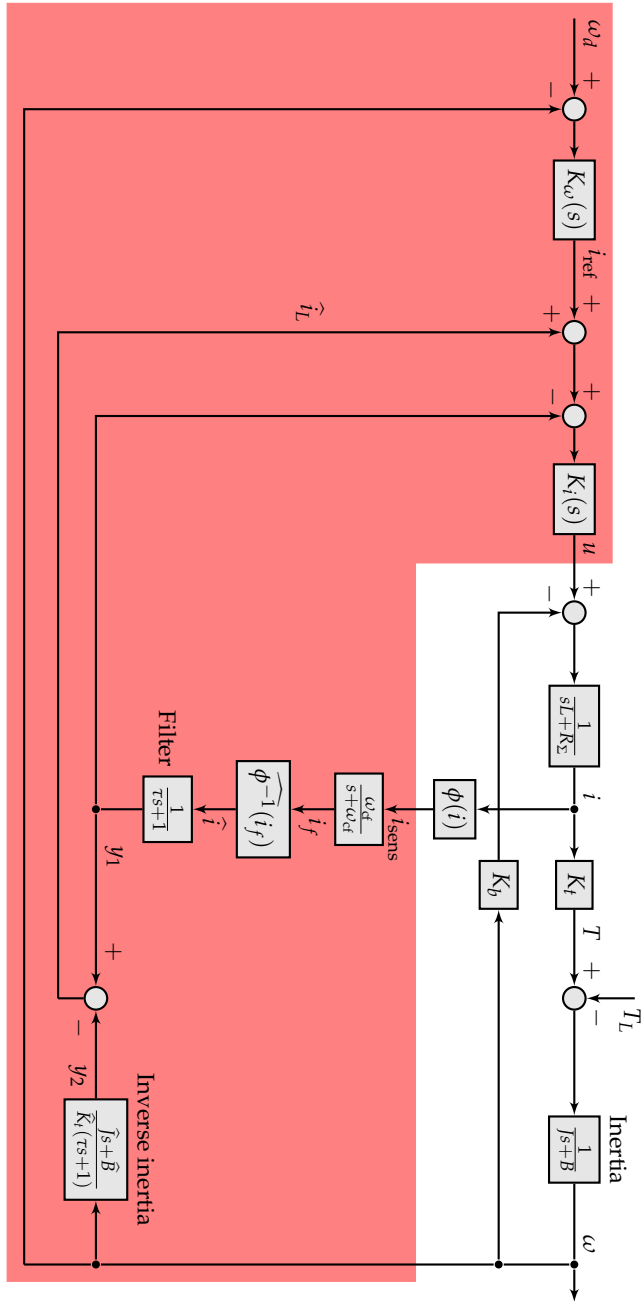 ω_d
+
−
K_ω(s)
i_ref
+
+
î_L
+
−
K_i(s)
u
+
−
1/(sL+R_Σ)
i
K_t
T
+
−
T_L
Inertia
1/(Js+B)
ω
K_b
ϕ(i)
i_sens
ω_cf/(s+ω_cf)
i_f
\widehat{ϕ^{-1}}(i_f)
î
Filter
1/(τs+1)
y_1
+
−
y_2
Inverse inertia
(Ĵs+B̂)/(K̂_t(τs+1))